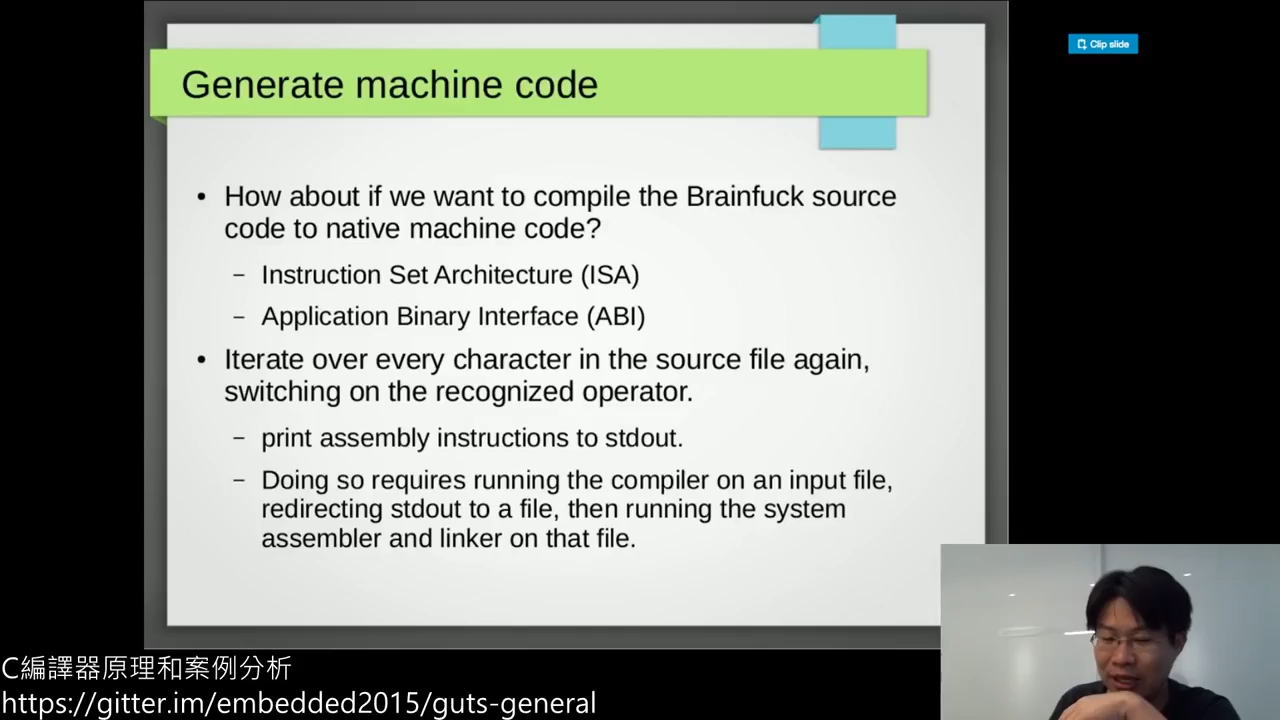 Generate machine code
Clip slide
• How about if we want to compile the Brainfuck source
code to native machine code?
– Instruction Set Architecture (ISA)
– Application Binary Interface (ABI)
• Iterate over every character in the source file again,
switching on the recognized operator.
– print assembly instructions to stdout.
– Doing so requires running the compiler on an input file,
redirecting stdout to a file, then running the system
assembler and linker on that file.
C編譯器原理和案例分析
https://gitter.im/embedded2015/guts-general